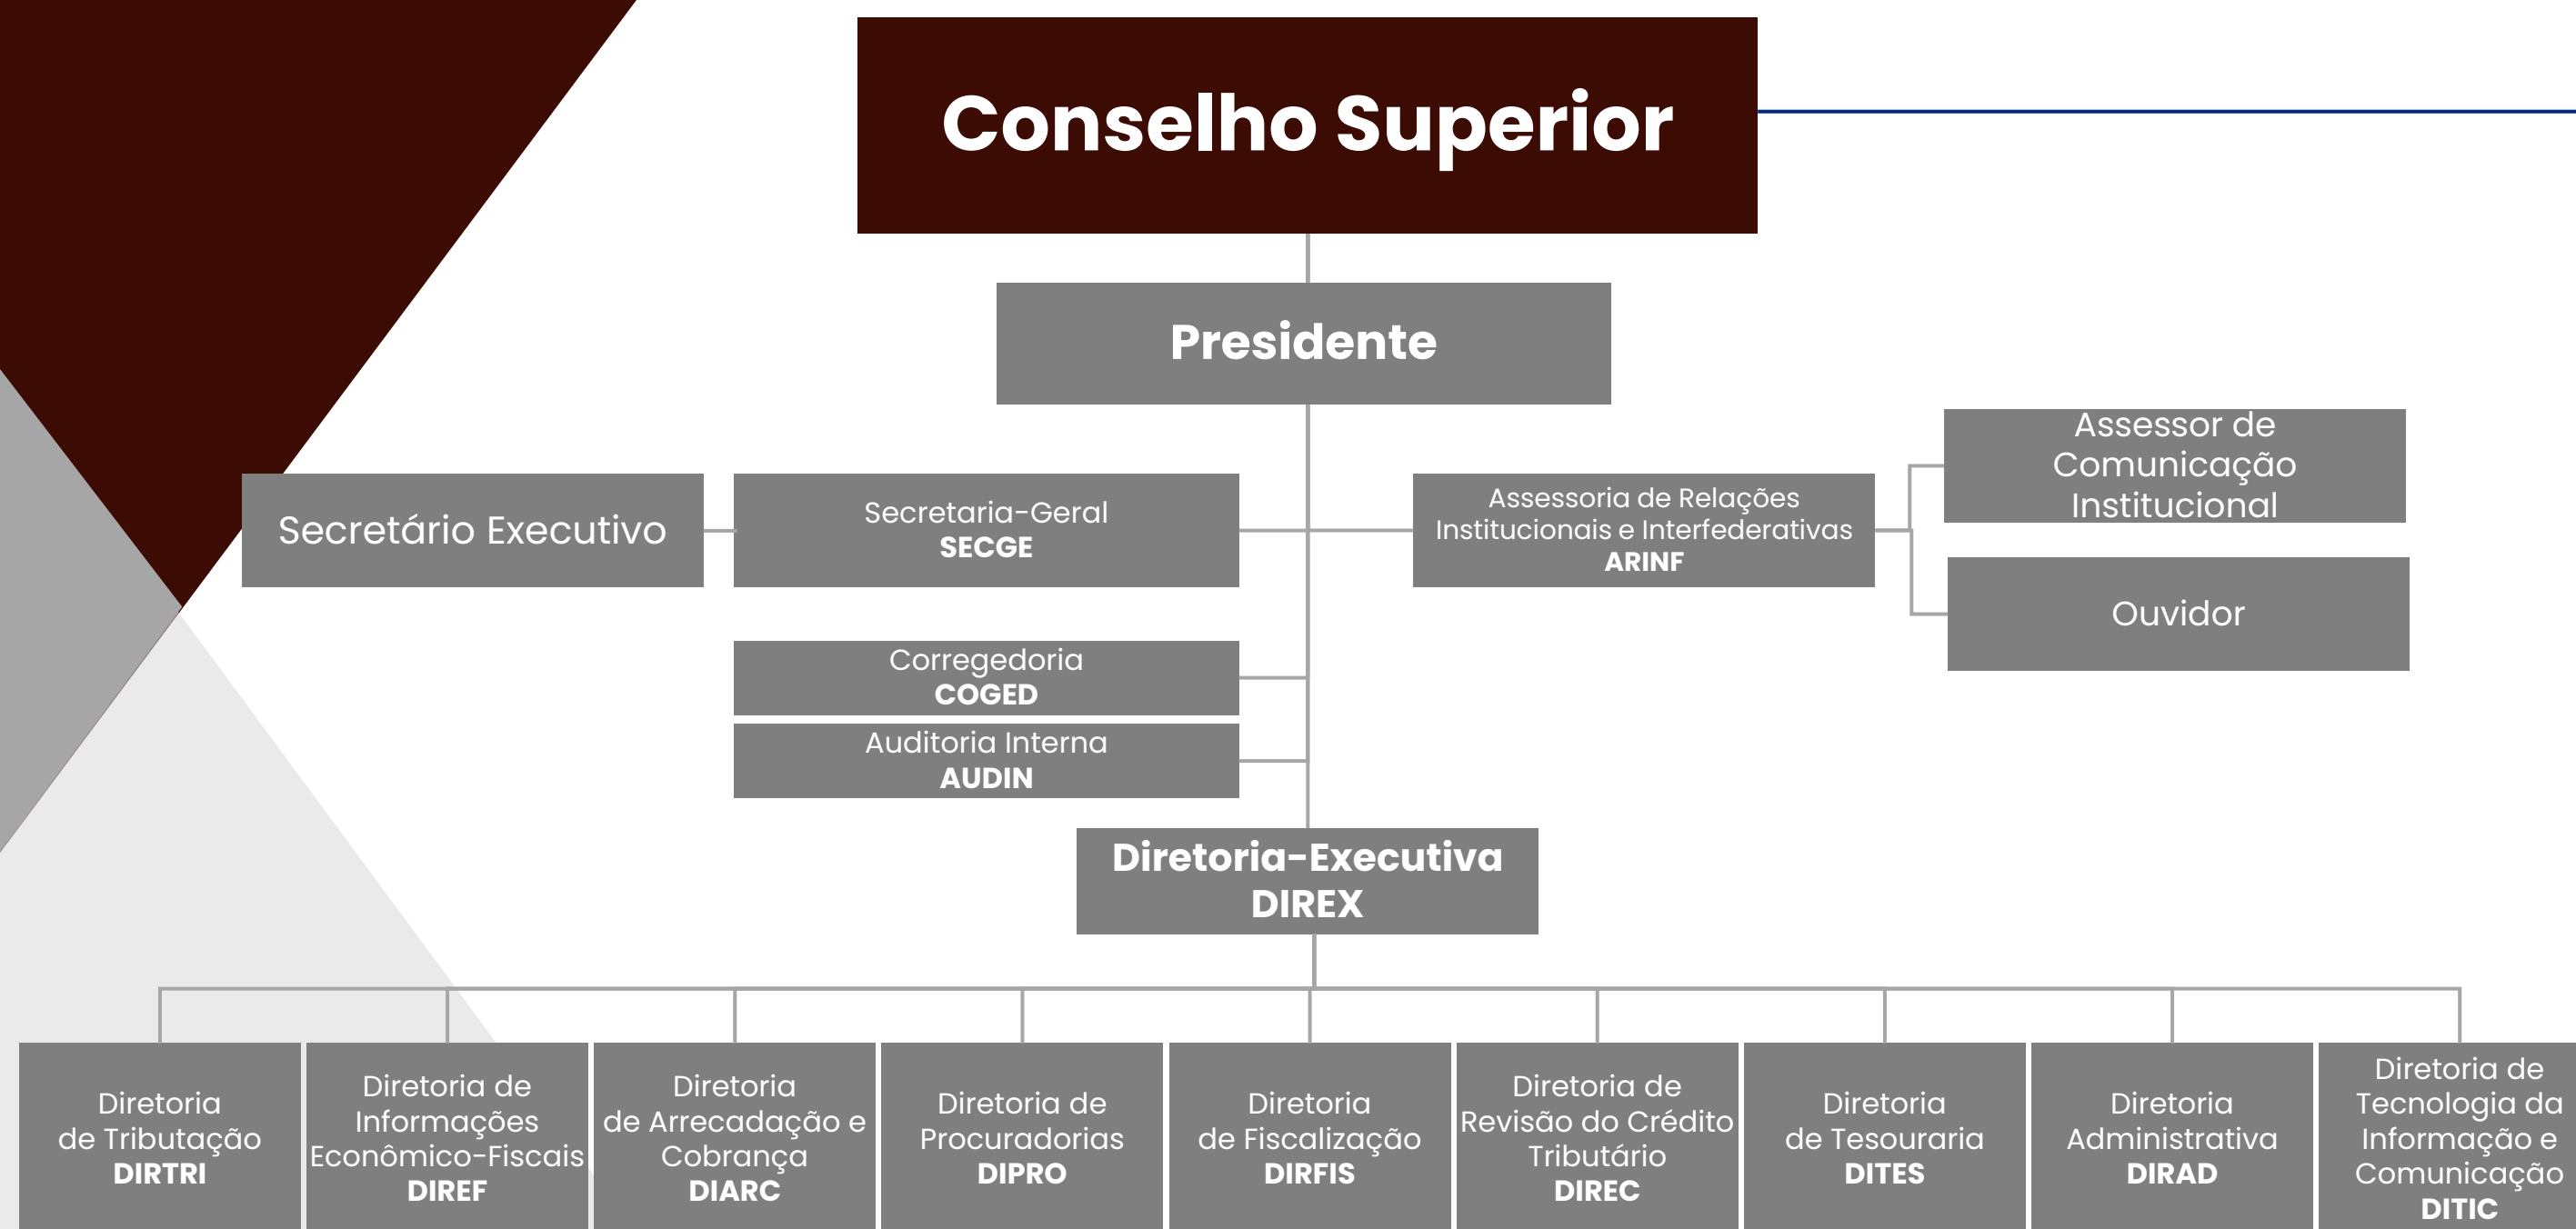 Conselho Superior
Presidente
Secretário Executivo
Secretaria-Geral
SECGE
Assessoria de Relações
Institucionais e Interfederativas
ARINF
Assessor de
Comunicação
Institucional
Ouvidor
Corregedoria
COGED
Auditoria Interna
AUDIN
Diretoria-Executiva
DIREX
Diretoria
de Tributação
DIRTRI
Diretoria de
Informações
Econômico-Fiscais
DIREF
Diretoria
de Arrecadação e
Cobrança
DIARC
Diretoria de
Procuradorias
DIPRO
Diretoria
de Fiscalização
DIRFIS
Diretoria de
Revisão do Crédito
Tributário
DIREC
Diretoria
de Tesouraria
DITES
Diretoria
Administrativa
DIRAD
Diretoria de
Tecnologia da
Informação e
Comunicação
DITIC